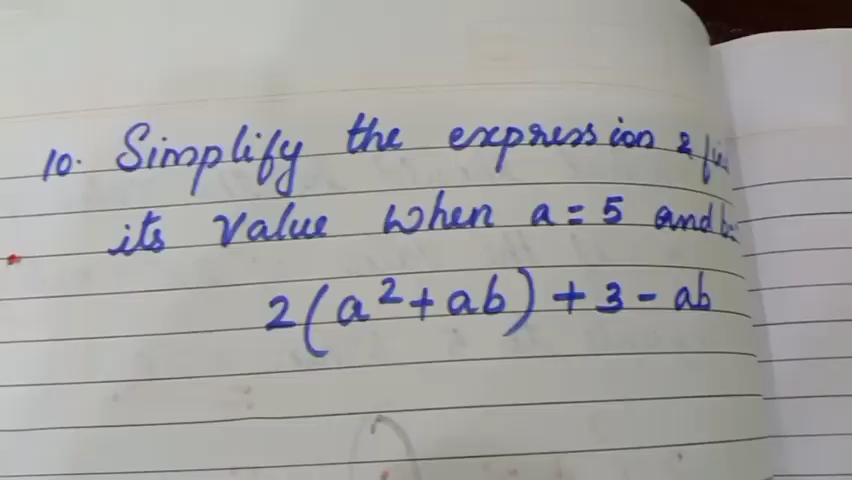 10. Simplify the expression &
its value when a = 5 and
2(a²+ab) + 3 - ab